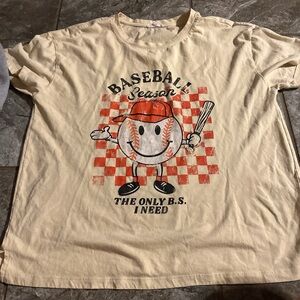 BASEBALL
Season
THE ONLY B.S.
I NEED